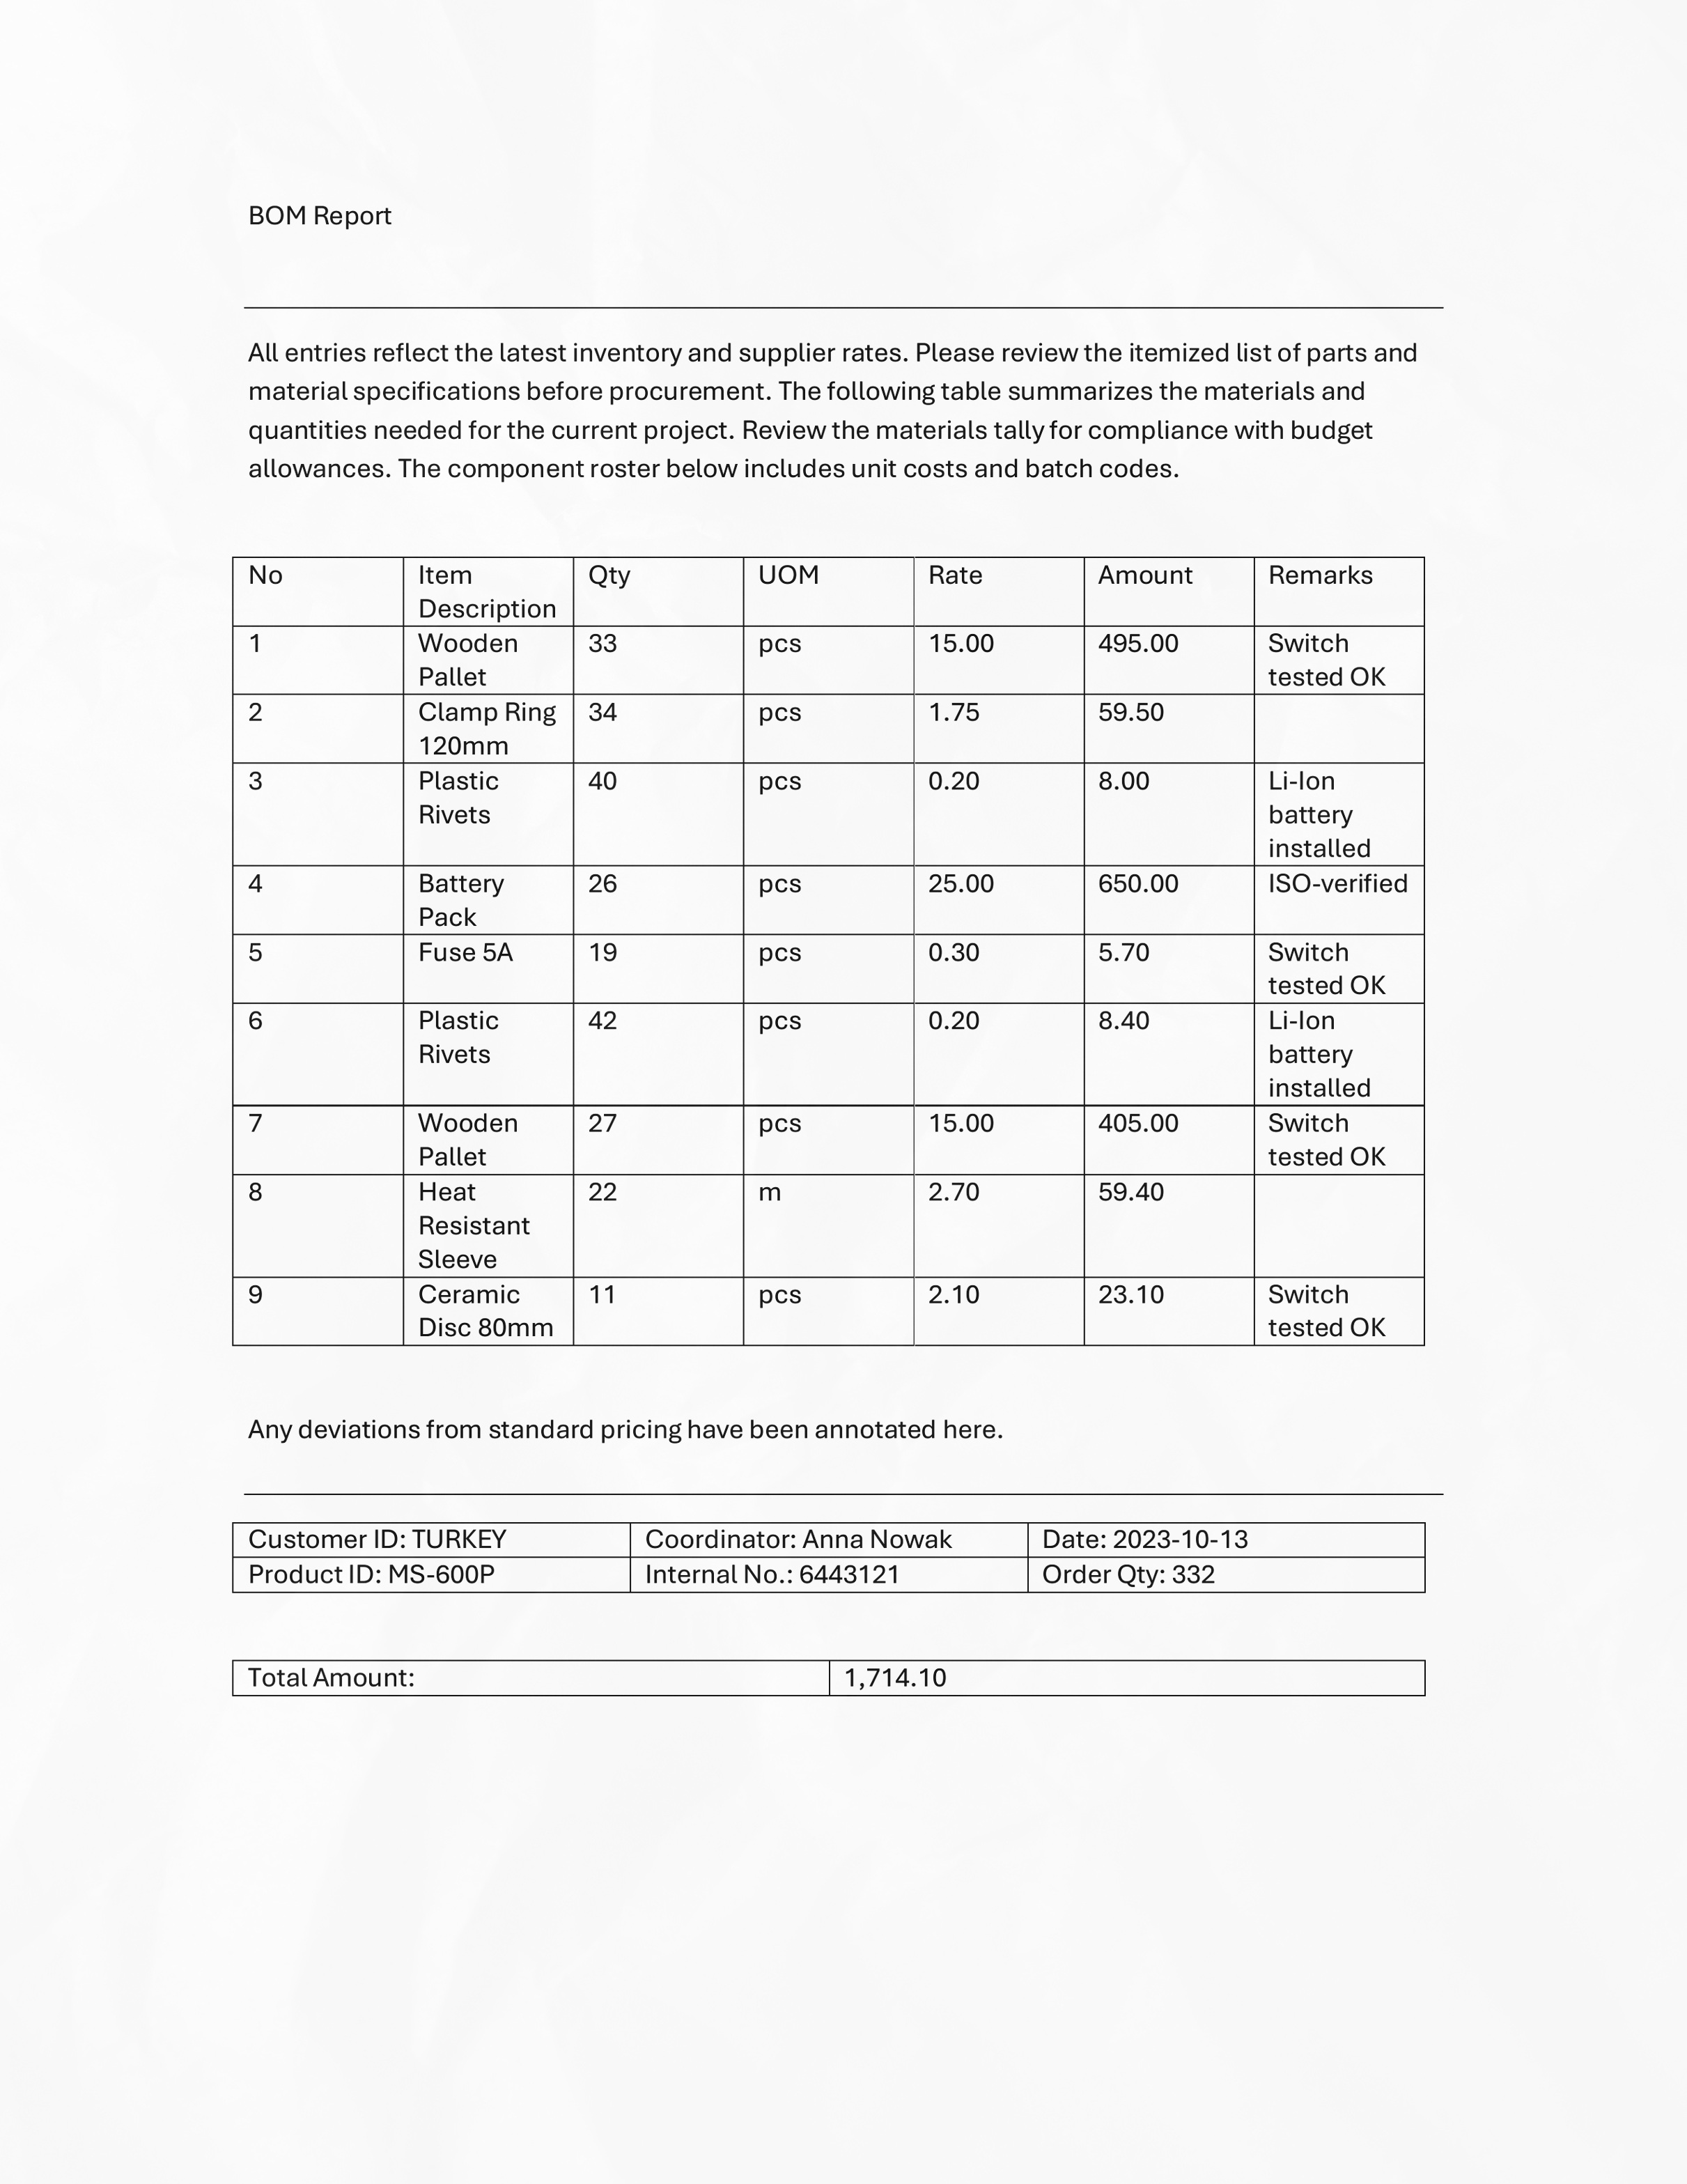 BOM Report
All entries reflect the latest inventory and supplier rates. Please review the itemized list of parts and
material specifications before procurement. The following table summarizes the materials and
quantities needed for the current project. Review the materials tally for compliance with budget
allowances. The component roster below includes unit costs and batch codes.
No Item Description Qty UOM Rate Amount Remarks
1 Wooden Pallet 33 pcs 15.00 495.00 Switch tested OK
2 Clamp Ring 120mm 34 pcs 1.75 59.50
3 Plastic Rivets 40 pcs 0.20 8.00 Li-Ion battery installed
4 Battery Pack 26 pcs 25.00 650.00 ISO-verified
5 Fuse 5A 19 pcs 0.30 5.70 Switch tested OK
6 Plastic Rivets 42 pcs 0.20 8.40 Li-Ion battery installed
7 Wooden Pallet 27 pcs 15.00 405.00 Switch tested OK
8 Heat Resistant Sleeve 22 m 2.70 59.40
9 Ceramic Disc 80mm 11 pcs 2.10 23.10 Switch tested OK
Any deviations from standard pricing have been annotated here.
Customer ID: TURKEY Coordinator: Anna Nowak Date: 2023-10-13
Product ID: MS-600P Internal No.: 6443121 Order Qty: 332
Total Amount: 1,714.10